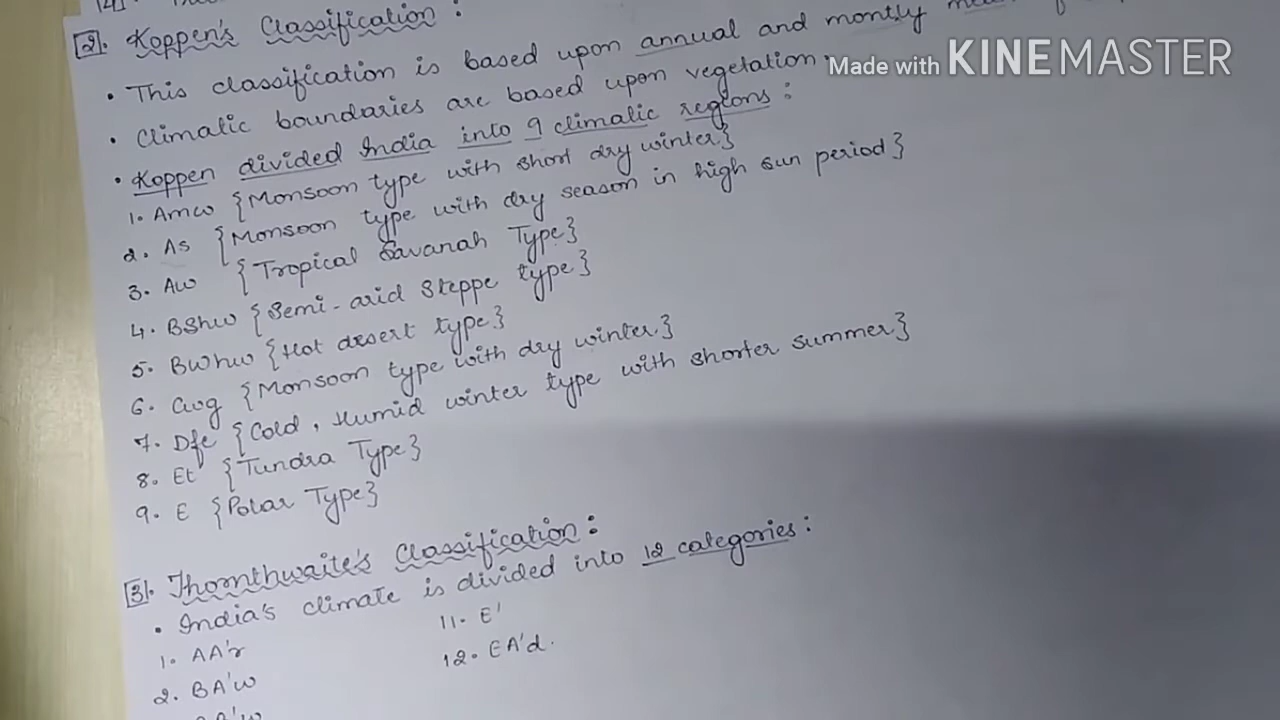 [4].
[2]. Koppen's Classification :
• This classification is based upon annual and montly
Made with KINEMASTER
• Climatic boundaries are based upon vegetation.
• Koppen divided India into 9 climatic regions :
1. Amw {Monsoon type with short dry winter}
2. As {Monsoon type with dry season in high sun period}
3. Aw {Tropical Savanah Type}
4. BShw {Semi-arid Steppe type}
5. BWhw {Hot desert type}
6. Cwg {Monsoon type with dry winter}
7. Dfc {Cold, Humid winter type with shorter summer}
8. Et {Tundra Type}
9. E {Polar Type}
[3]. Thornthwaite's Classification :
• India's climate is divided into 12 categories :
1. AA'r
11. E'
2. BA'w
12. EA'd.